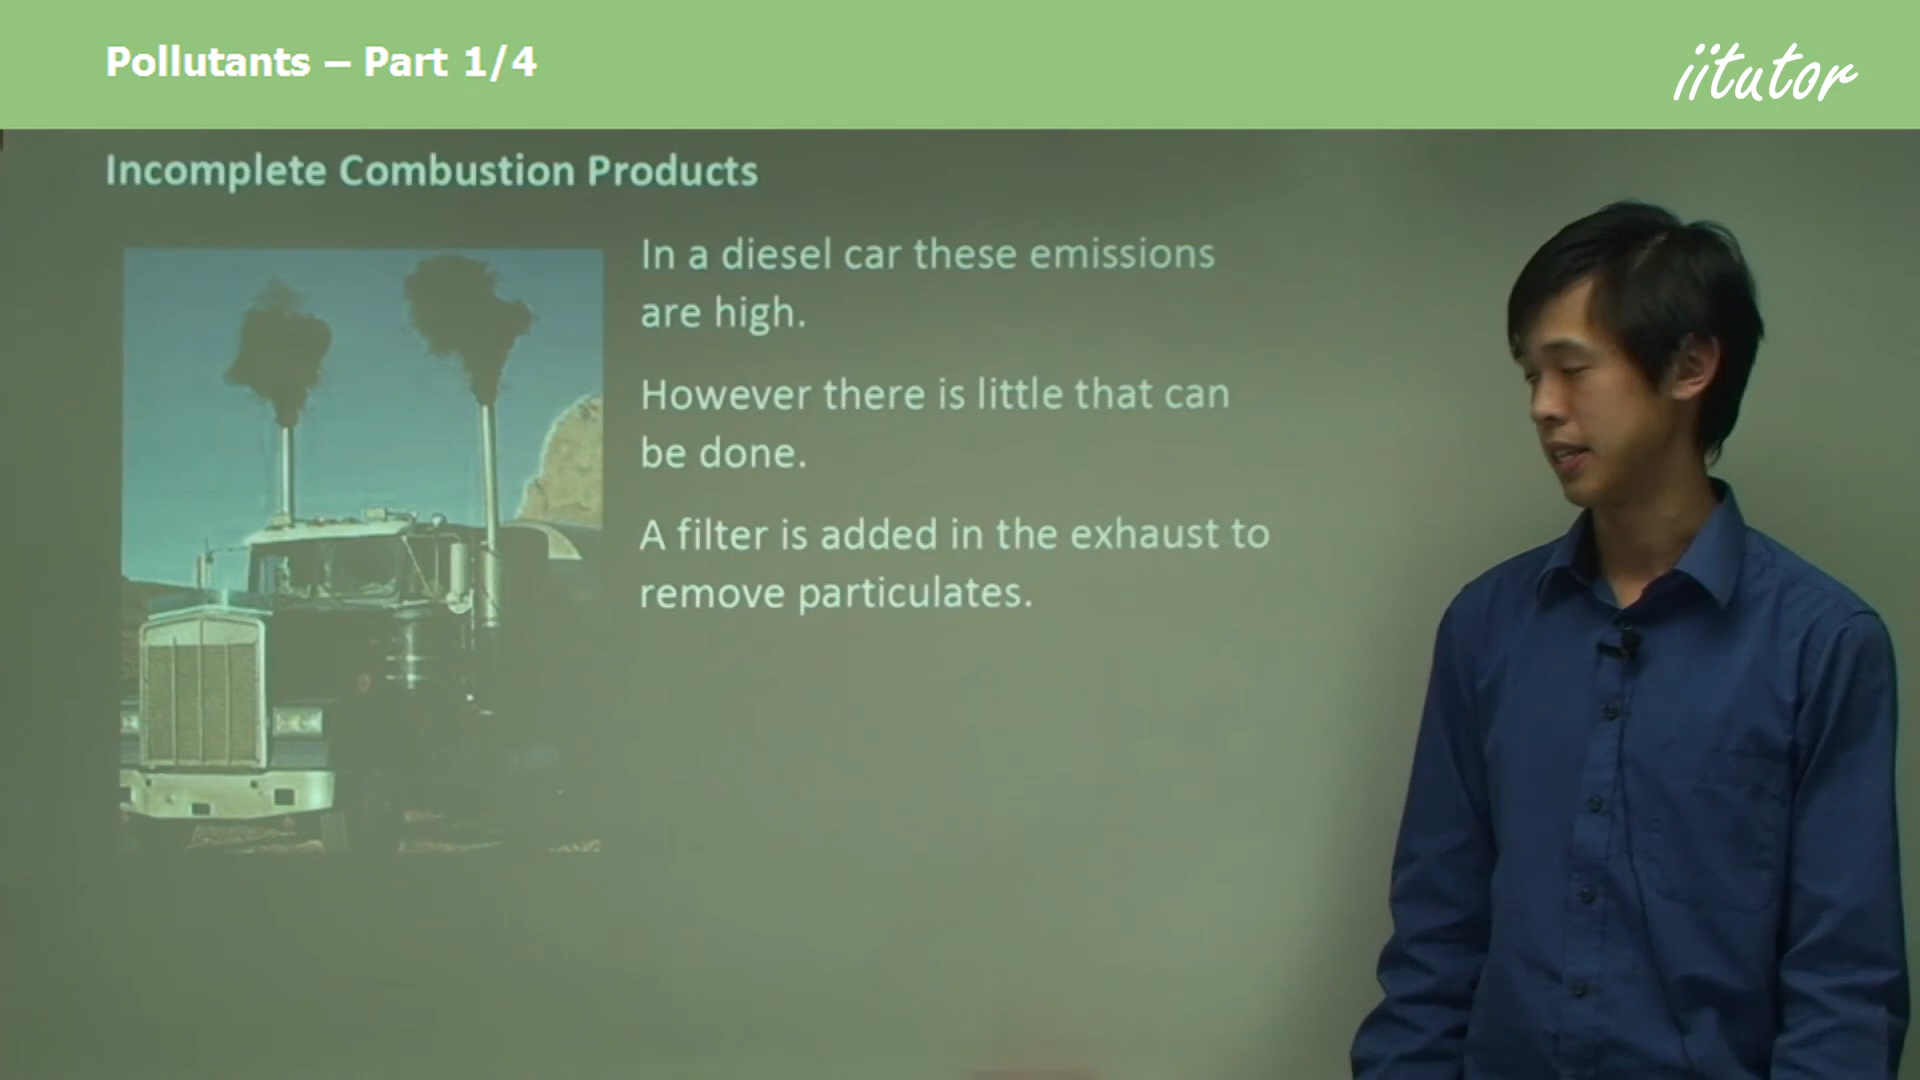 Pollutants – Part 1/4
iitutor
Incomplete Combustion Products
In a diesel car these emissions
are high.
However there is little that can
be done.
A filter is added in the exhaust to
remove particulates.